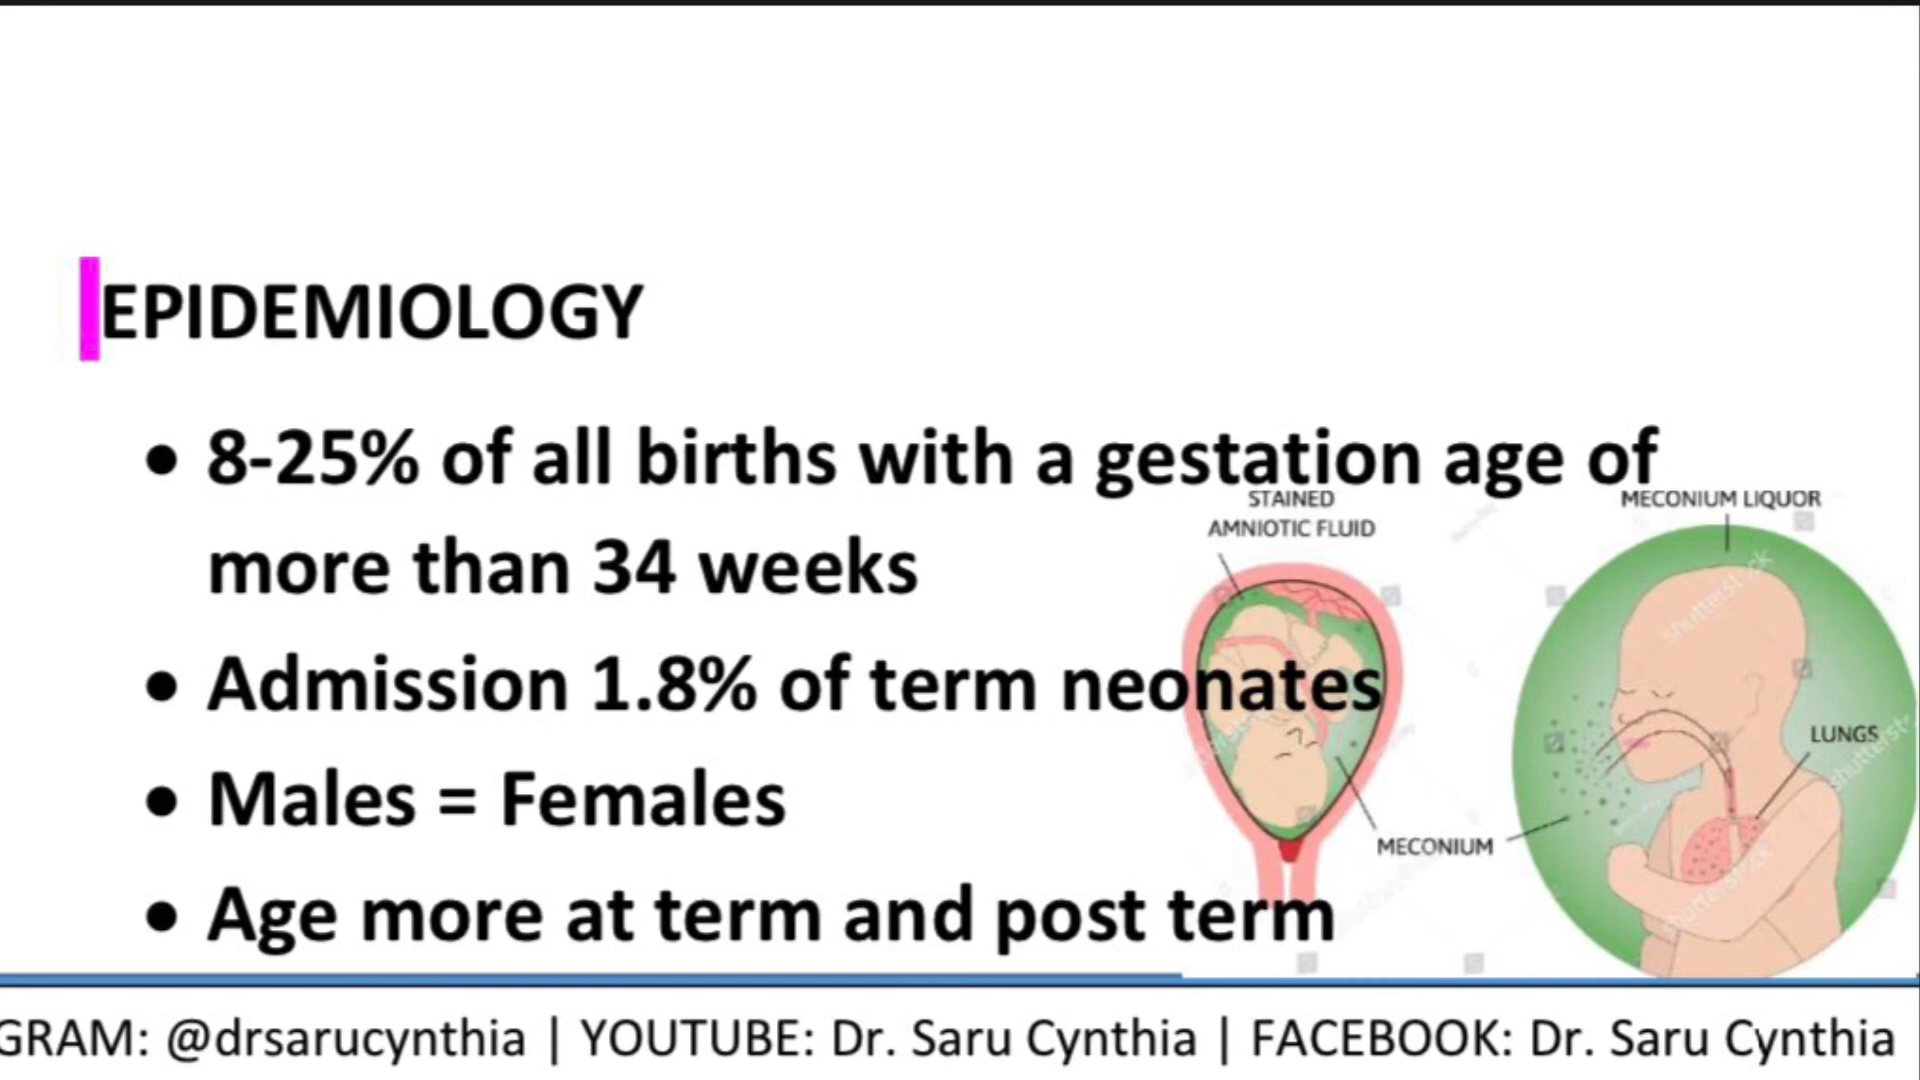 EPIDEMIOLOGY
• 8-25% of all births with a gestation age of
more than 34 weeks
STAINED
AMNIOTIC FLUID
MECONIUM LIQUOR
• Admission 1.8% of term neonates
LUNGS
• Males = Females
MECONIUM
• Age more at term and post term
shutterstock
GRAM: @drsarucynthia | YOUTUBE: Dr. Saru Cynthia | FACEBOOK: Dr. Saru Cynthia